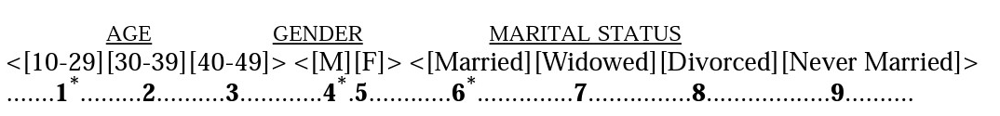 AGE GENDER MARITAL STATUS
<[10-29][30-39][40-49]> <[M][F]> <[Married][Widowed][Divorced][Never Married]>
.......1*.........2..........3............4*.5............6*..............7...............8..................9..........